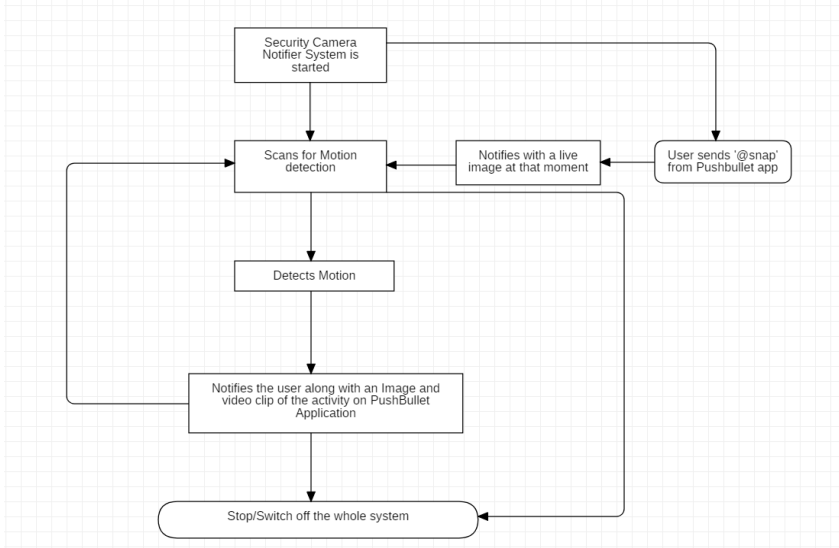 Security Camera
Notifier System is
started
Scans for Motion
detection
Notifies with a live
image at that moment
User sends '@snap'
from Pushbullet app
Detects Motion
Notifies the user along with an Image and
video clip of the activity on PushBullet
Application
Stop/Switch off the whole system